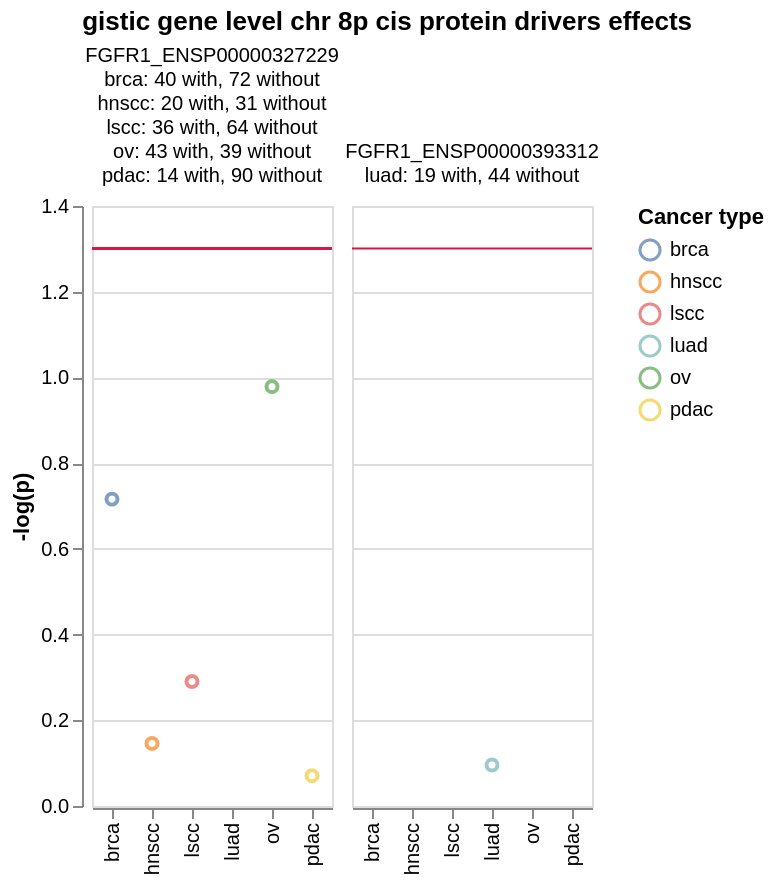 gistic gene level chr 8p cis protein drivers effects
FGFR1_ENSP00000327229
brca: 40 with, 72 without
hnscc: 20 with, 31 without
lscc: 36 with, 64 without
ov: 43 with, 39 without
pdac: 14 with, 90 without
FGFR1_ENSP00000393312
luad: 19 with, 44 without
-log(p)
1.4
1.2
1.0
0.8
0.6
0.4
0.2
0.0
brca
hnscc
lscc
luad
ov
pdac
brca
hnscc
lscc
luad
ov
pdac
Cancer type
brca
hnscc
lscc
luad
ov
pdac